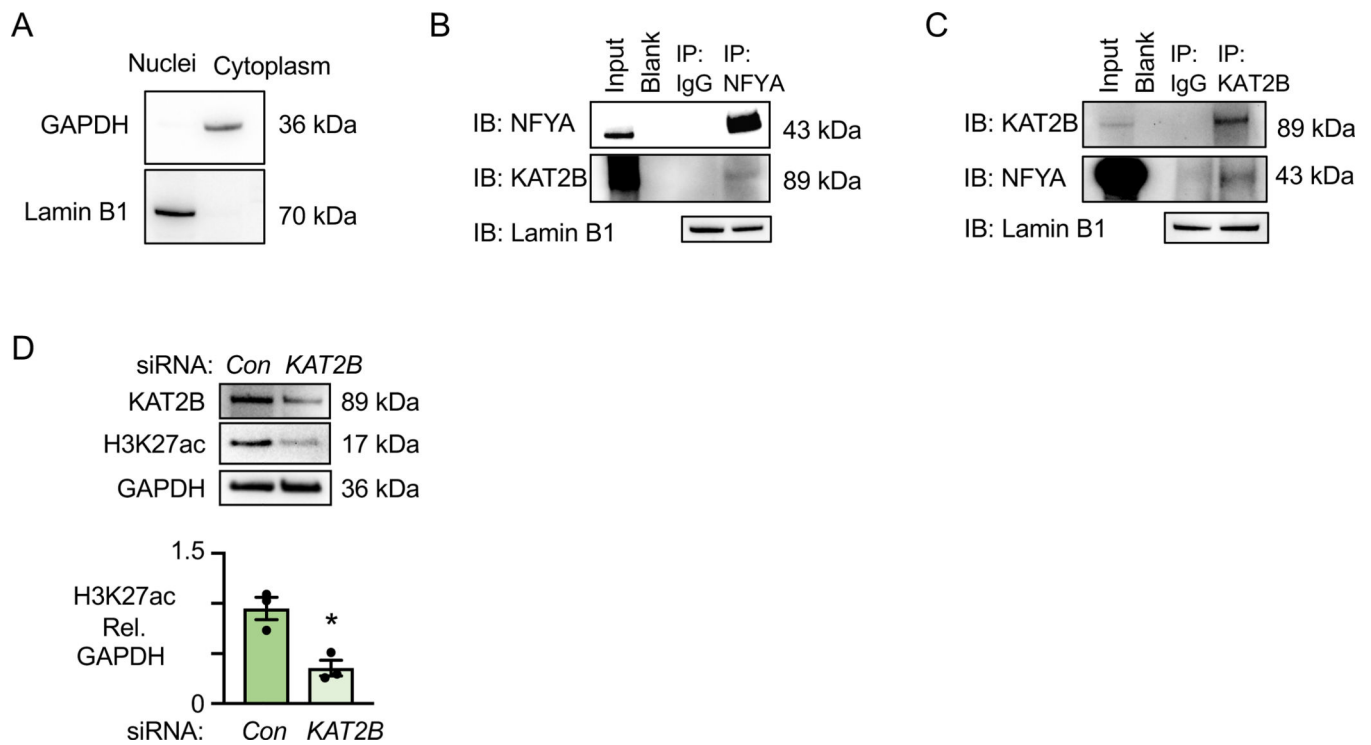 A
Nuclei Cytoplasm
GAPDH 36 kDa
Lamin B1 70 kDa
B
Input Blank IP: IgG IP: NFYA
IB: NFYA 43 kDa
IB: KAT2B 89 kDa
IB: Lamin B1
C
Input Blank IP: IgG IP: KAT2B
IB: KAT2B 89 kDa
IB: NFYA 43 kDa
IB: Lamin B1
D
siRNA: Con KAT2B
KAT2B 89 kDa
H3K27ac 17 kDa
GAPDH 36 kDa
1.5
H3K27ac
Rel.
GAPDH
*
0
siRNA: Con KAT2B